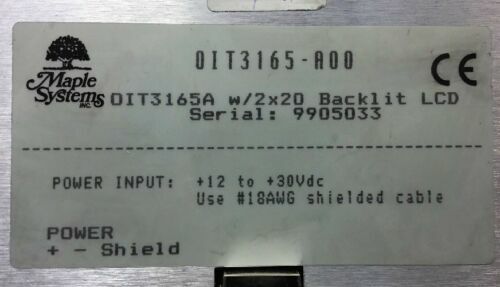 OIT3165-A00
CE
Maple
Systems
INC.
OIT3165A w/2x20 Backlit LCD
Serial: 9905033
POWER INPUT: +12 to +30Vdc
Use #18AWG shielded cable
POWER
+ - Shield